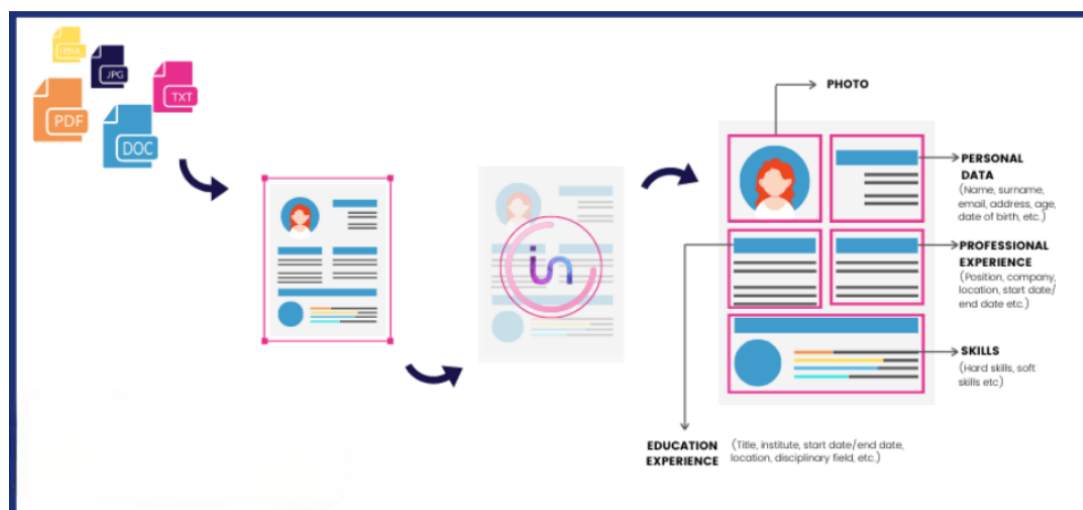 HTML
JPG
TXT
PDF
DOC
in
PHOTO
PERSONAL
DATA
(Name, surname,
email, address, age,
date of birth, etc.)
PROFESSIONAL
EXPERIENCE
(Position, company,
location, start date/
end date etc.)
SKILLS
(Hard skills, soft
skills etc)
EDUCATION
EXPERIENCE
(Title, institute, start date/end date,
location, disciplinary field, etc.)